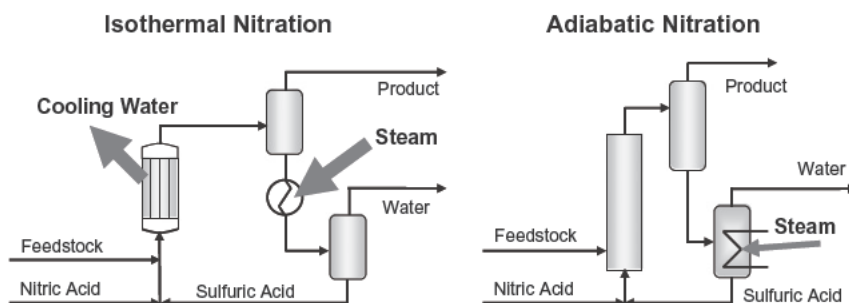 Isothermal Nitration
Cooling Water
Product
Steam
Water
Feedstock
Nitric Acid
Sulfuric Acid
Adiabatic Nitration
Product
Water
Steam
Feedstock
Nitric Acid
Sulfuric Acid